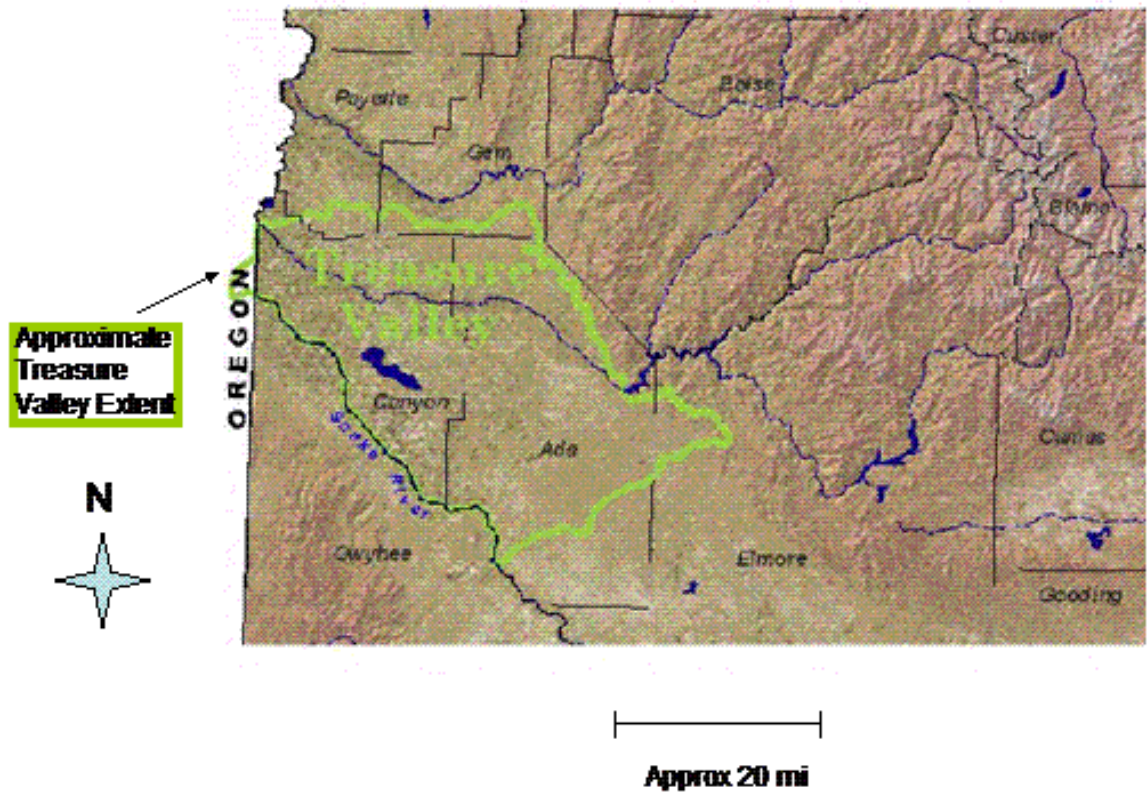 Custer
Payette
Boise
Gem
Blaine
Treasure
Valley
OREGON
Approximate
Treasure
Valley Extent
Canyon
Snake River
Ada
Camas
N
Owyhee
Elmore
Gooding
Approx 20 mi